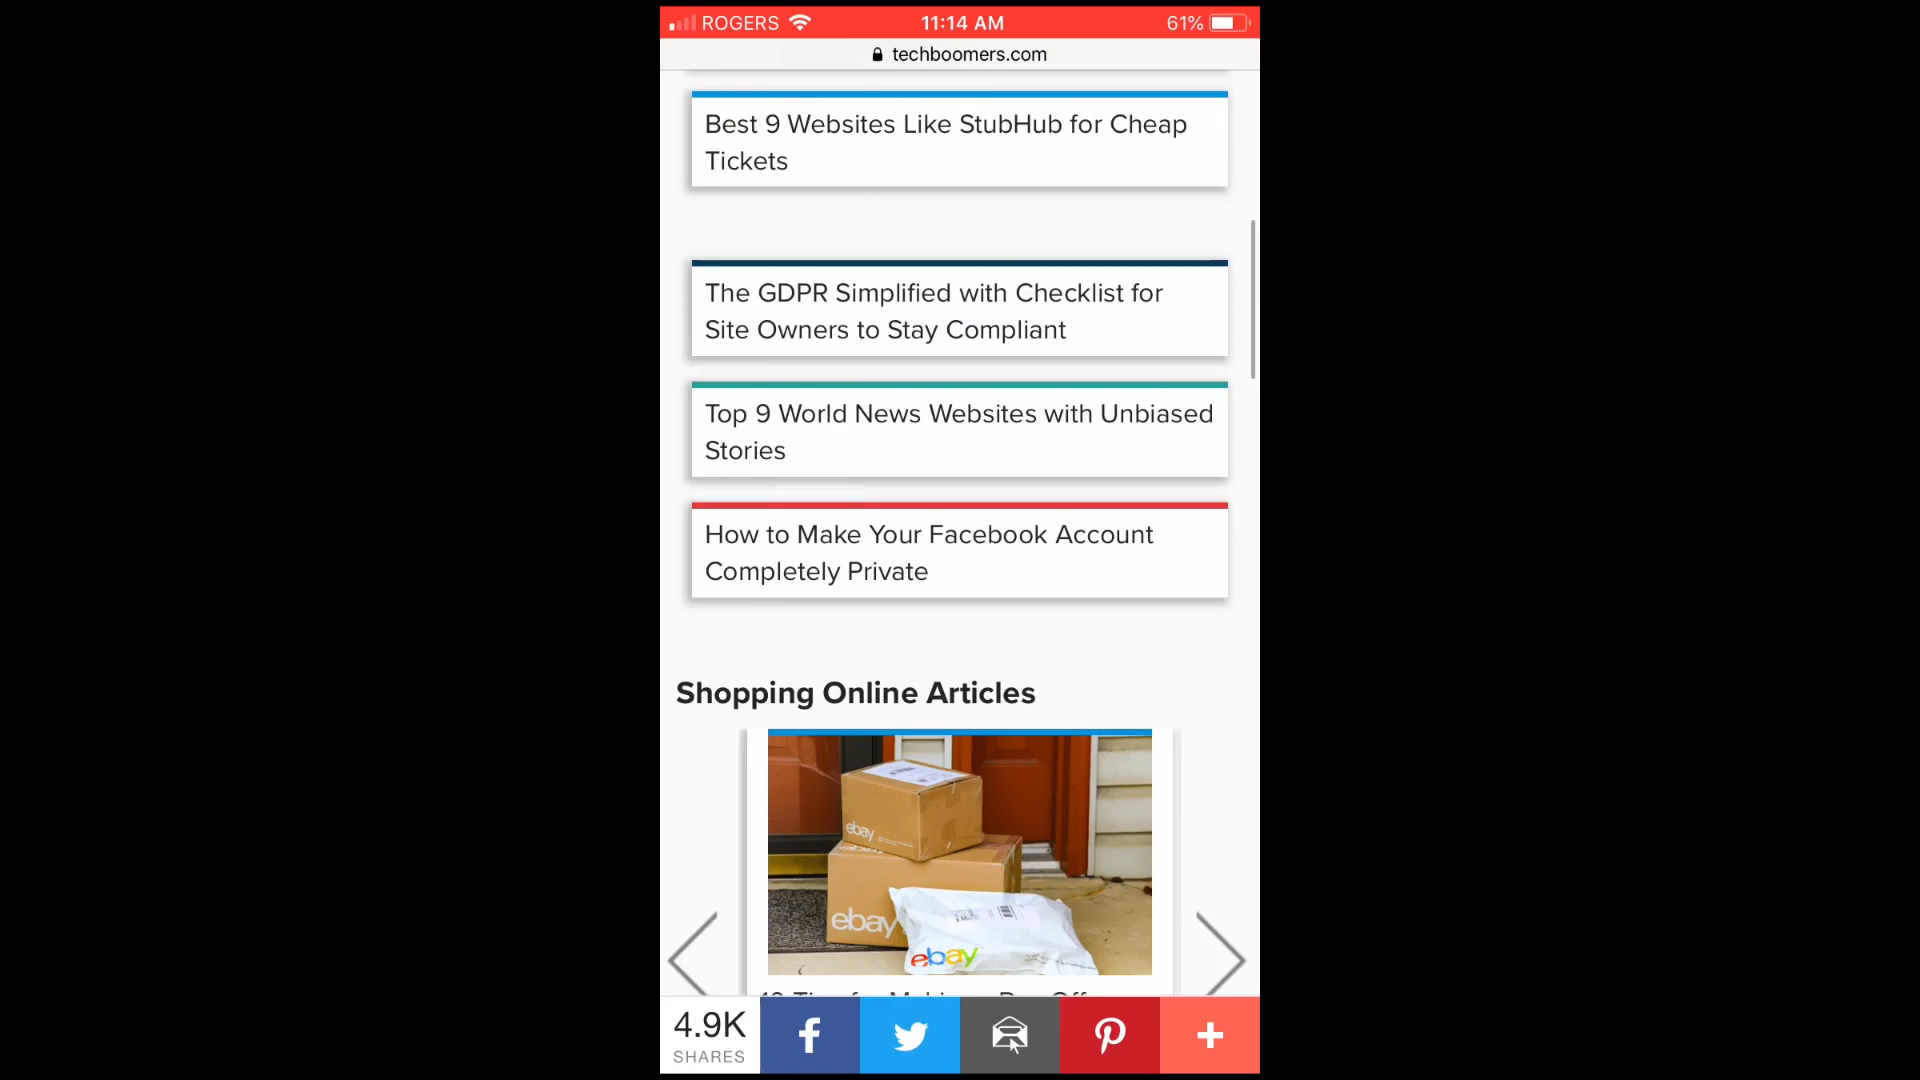 ROGERS 11:14 AM 61%
techboomers.com
Best 9 Websites Like StubHub for Cheap
Tickets
The GDPR Simplified with Checklist for
Site Owners to Stay Compliant
Top 9 World News Websites with Unbiased
Stories
How to Make Your Facebook Account
Completely Private
Shopping Online Articles
ebay
ebay
ebay
4.9K
SHARES